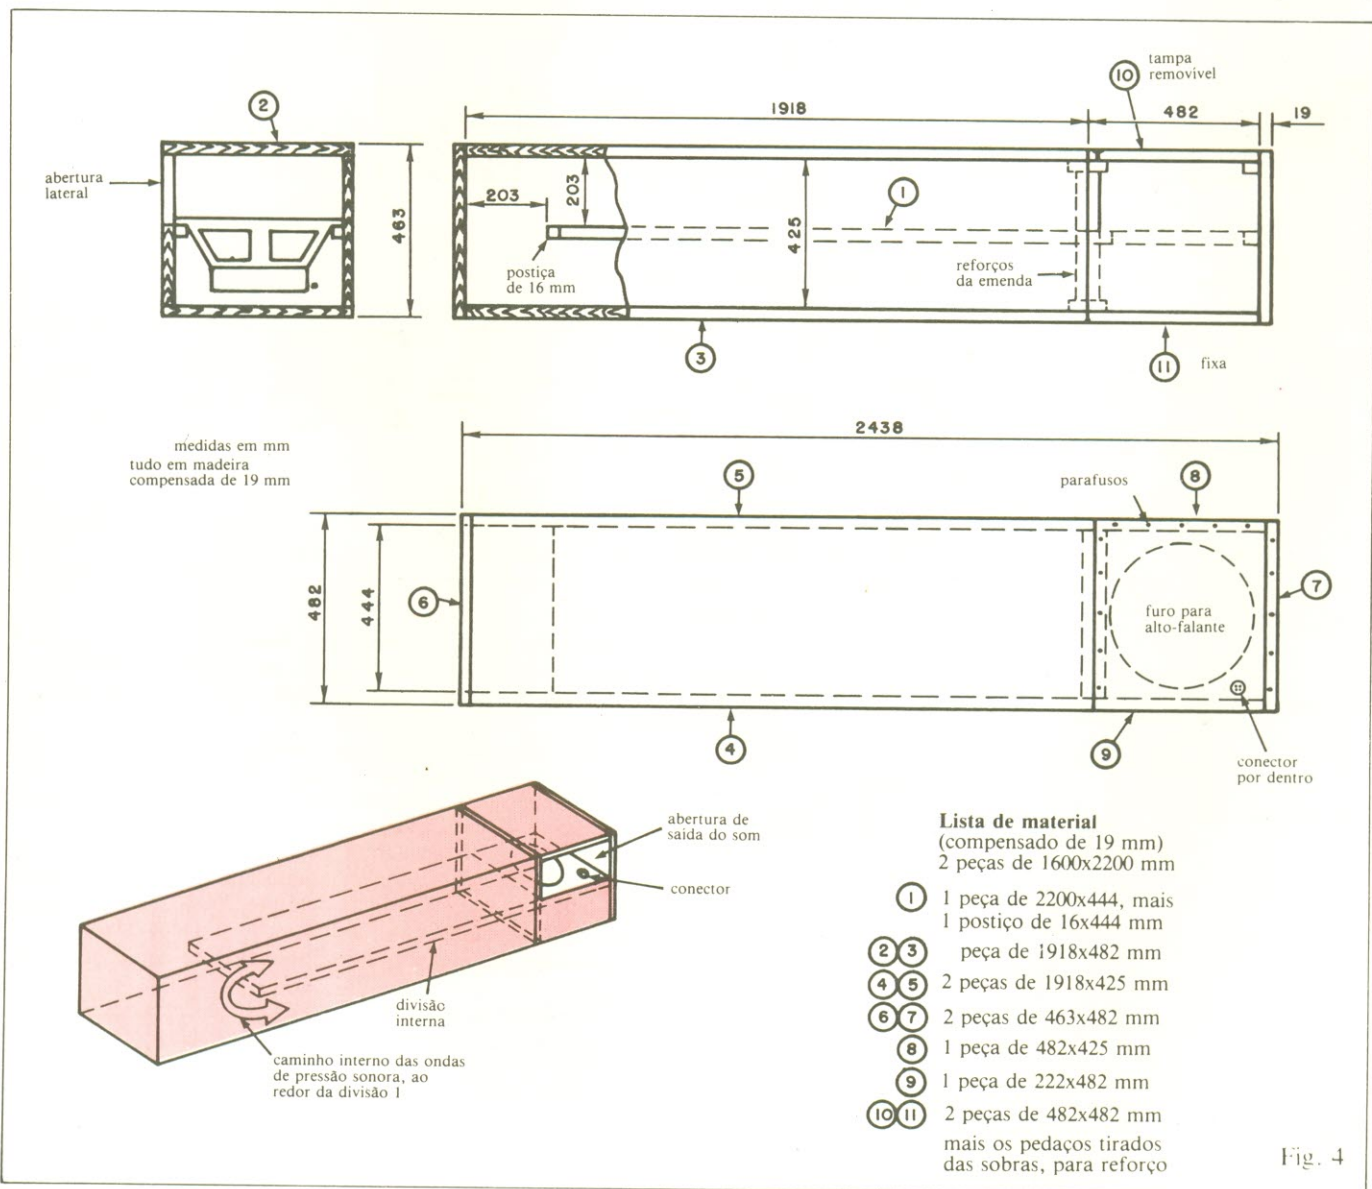 2
abertura
lateral
463
1918
10
tampa
removivel
482
19
203
203
1
425
postiça
de 16 mm
reforços
da emenda
3
11
fixa
medidas em mm
tudo em madeira
compensada de 19 mm
2438
5
parafusos
8
482
444
6
7
furo para
alto-falante
4
9
conector
por dentro
abertura de
saida do som
conector
divisão
interna
caminho interno das ondas
de pressão sonora, ao
redor da divisão 1
Lista de material
(compensado de 19 mm)
2 peças de 1600x2200 mm
1 1 peça de 2200x444, mais
1 postiço de 16x444 mm
2 3 peça de 1918x482 mm
4 5 2 peças de 1918x425 mm
6 7 2 peças de 463x482 mm
8 1 peça de 482x425 mm
9 1 peça de 222x482 mm
10 11 2 peças de 482x482 mm
mais os pedaços tirados
das sobras, para reforço
Fig. 4